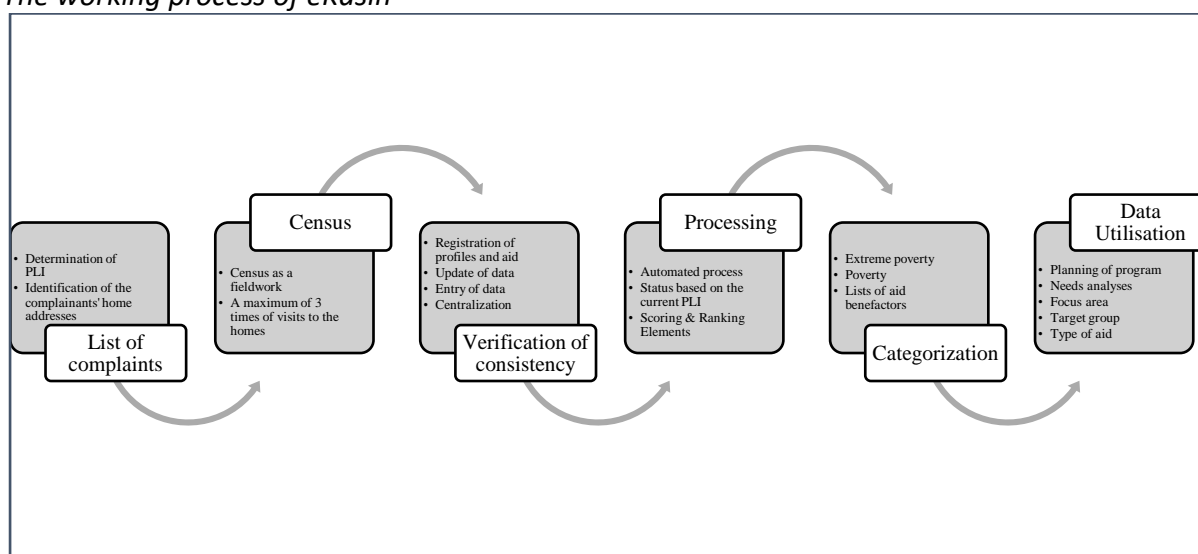 The working process of eKasih
• Determination of
PLI
• Identification of the
complainants' home
addresses
List of
complaints
Census
• Census as a
fieldwork
• A maximum of 3
times of visits to the
homes
• Registration of
profiles and aid
• Update of data
• Entry of data
• Centralization
Verification of
consistency
Processing
• Automated process
• Status based on the
current PLI
• Scoring & Ranking
Elements
• Extreme poverty
• Poverty
• Lists of aid
benefactors
Categorization
Data
Utilisation
• Planning of program
• Needs analyses
• Focus area
• Target group
• Type of aid